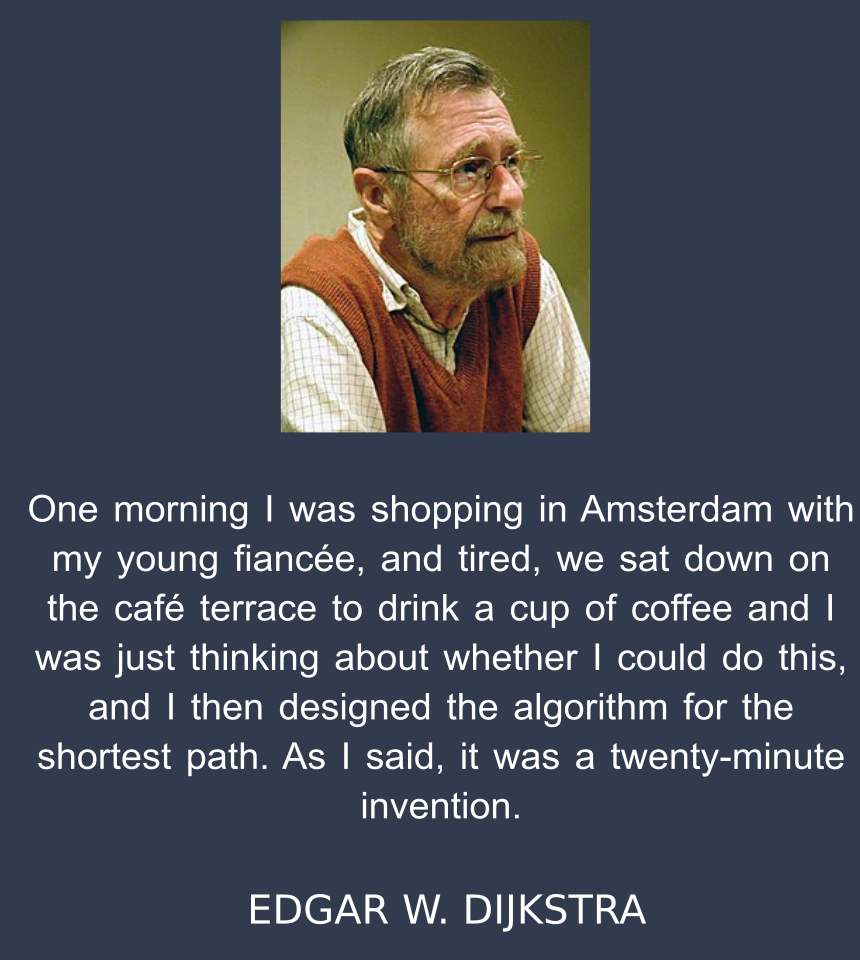 One morning I was shopping in Amsterdam with
my young fiancée, and tired, we sat down on
the café terrace to drink a cup of coffee and I
was just thinking about whether I could do this,
and I then designed the algorithm for the
shortest path. As I said, it was a twenty-minute
invention.
EDGAR W. DIJKSTRA